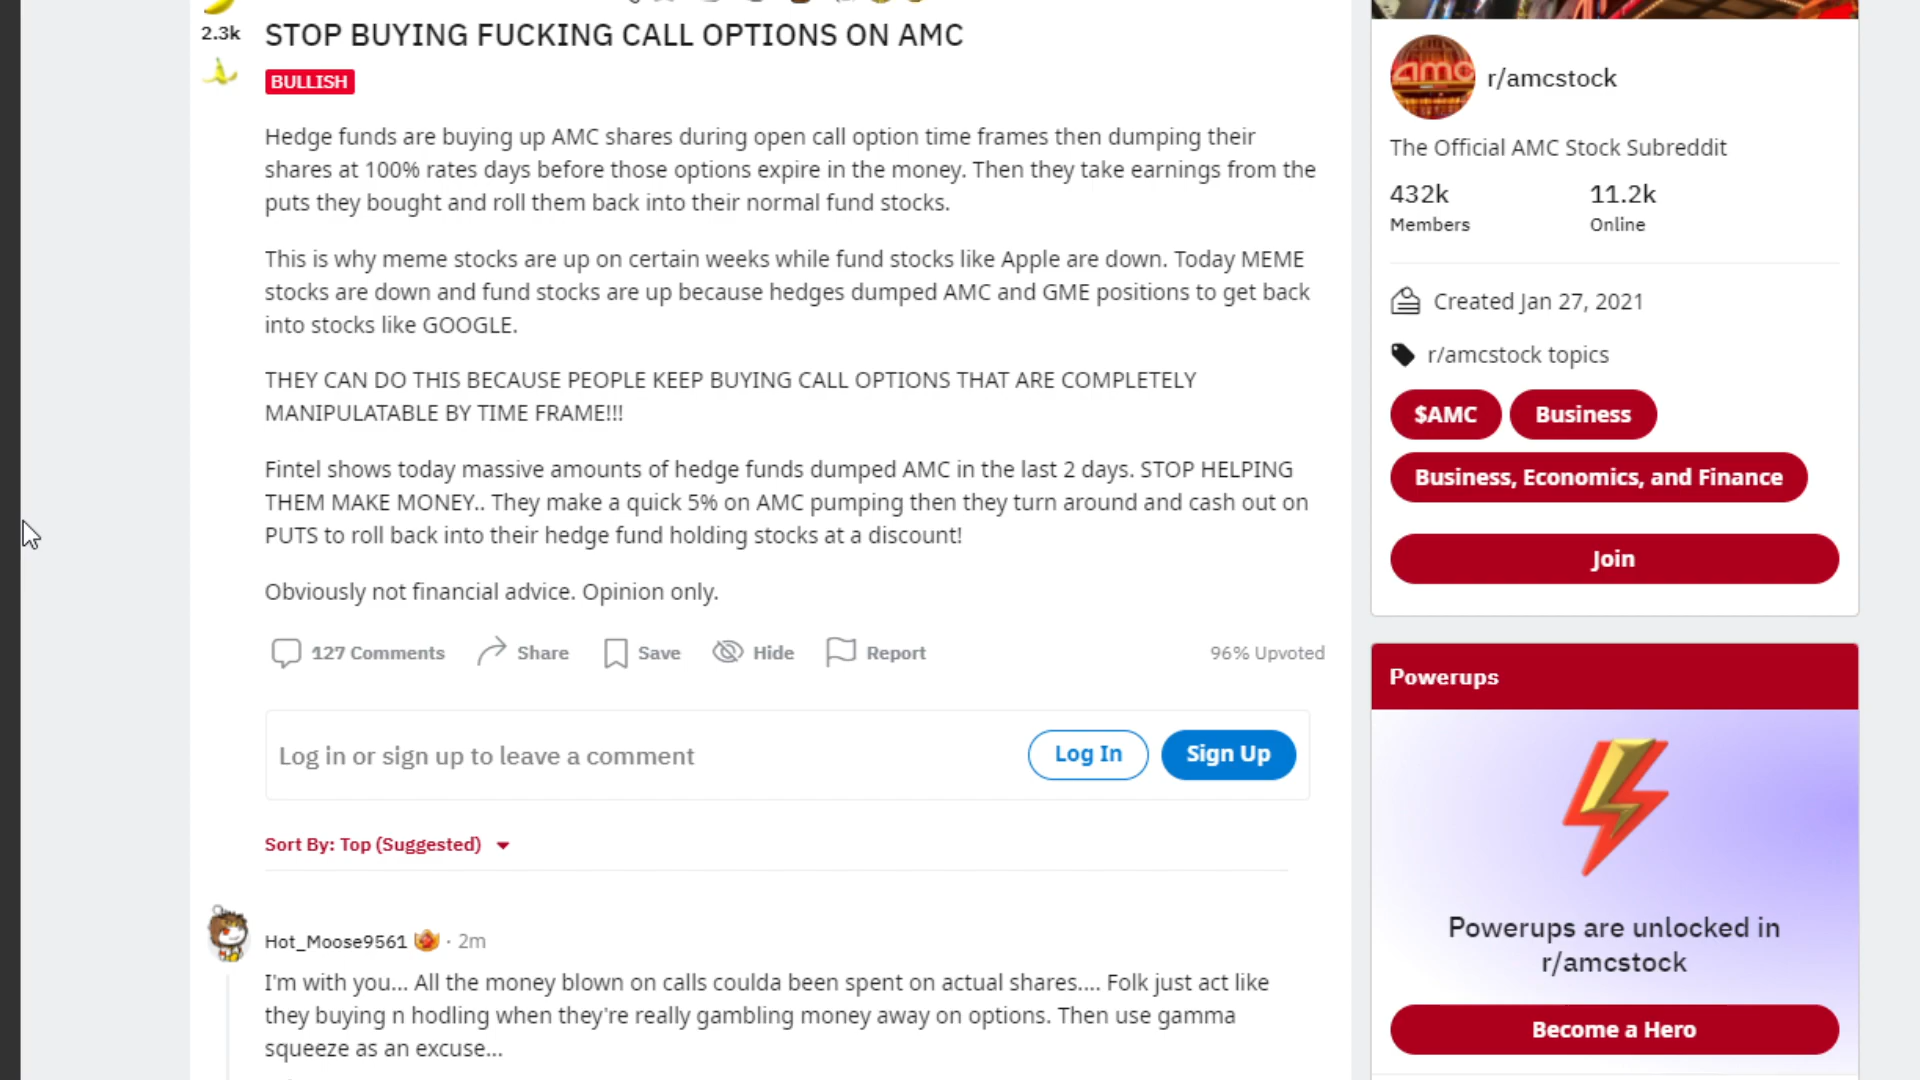 2.3k
STOP BUYING FUCKING CALL OPTIONS ON AMC
BULLISH
Hedge funds are buying up AMC shares during open call option time frames then dumping their
shares at 100% rates days before those options expire in the money. Then they take earnings from the
puts they bought and roll them back into their normal fund stocks.
This is why meme stocks are up on certain weeks while fund stocks like Apple are down. Today MEME
stocks are down and fund stocks are up because hedges dumped AMC and GME positions to get back
into stocks like GOOGLE.
THEY CAN DO THIS BECAUSE PEOPLE KEEP BUYING CALL OPTIONS THAT ARE COMPLETELY
MANIPULATABLE BY TIME FRAME!!!
Fintel shows today massive amounts of hedge funds dumped AMC in the last 2 days. STOP HELPING
THEM MAKE MONEY.. They make a quick 5% on AMC pumping then they turn around and cash out on
PUTS to roll back into their hedge fund holding stocks at a discount!
Obviously not financial advice. Opinion only.
127 Comments Share Save Hide Report 96% Upvoted
Log in or sign up to leave a comment Log In Sign Up
Sort By: Top (Suggested)
Hot_Moose9561 · 2m
I'm with you... All the money blown on calls coulda been spent on actual shares.... Folk just act like
they buying n hodling when they're really gambling money away on options. Then use gamma
squeeze as an excuse...
amc
r/amcstock
The Official AMC Stock Subreddit
432k 11.2k
Members Online
Created Jan 27, 2021
r/amcstock topics
$AMC Business
Business, Economics, and Finance
Join
Powerups
Powerups are unlocked in
r/amcstock
Become a Hero